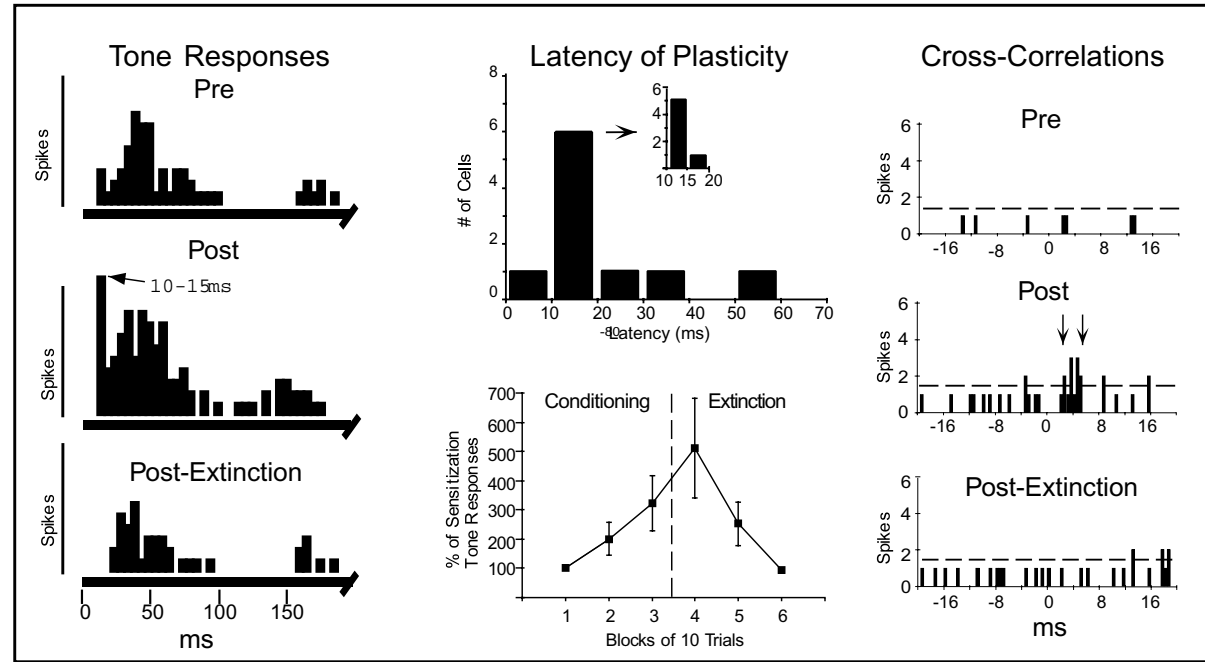 Tone Responses
Pre
Spikes
Post
10-15ms
Spikes
Post-Extinction
Spikes
0 50 100 150
ms
Latency of Plasticity
8
6
4
2
0
# of Cells
6
4
2
10 15 20
0 10 20 30 40 50 60 70
-80
Latency (ms)
700
600
500
400
300
200
100
% of Sensitization
Tone Responses
Conditioning
Extinction
1 2 3 4 5 6
Blocks of 10 Trials
Cross-Correlations
Pre
6
4
2
0
Spikes
-16 -8 0 8 16
Post
6
4
2
0
Spikes
-16 -8 0 8 16
Post-Extinction
6
4
2
0
Spikes
-16 -8 0 8 16
ms